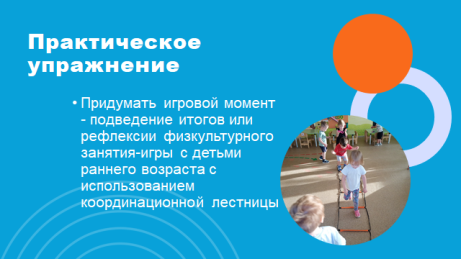 Практическое
упражнение
• Придумать игровой момент
- подведение итогов или
рефлексии физкультурного
занятия-игры с детьми
раннего возраста с
использованием
координационной лестницы